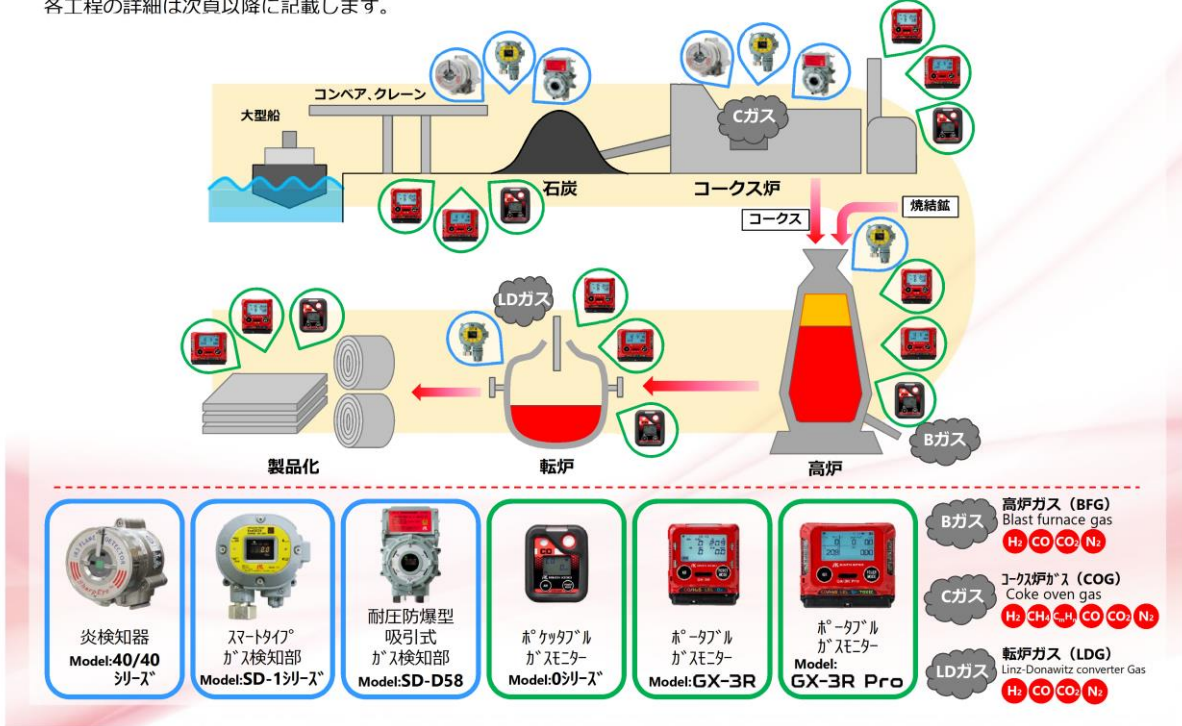 各工程の詳細は次頁以降に記載します。
コンベア、クレーン
大型船
Cガス
石炭
コークス炉
コークス
焼結鉱
LDガス
Bガス
製品化
転炉
高炉
炎検知器
Model:40/40
シリーズ
スマートタイプ
ガス検知部
Model:SD-1シリーズ
耐圧防爆型
吸引式
ガス検知部
Model:SD-D58
ポケッタブル
ガスモニター
Model:0シリーズ
ポータブル
ガスモニター
Model:GX-3R
ポータブル
ガスモニター
Model:
GX-3R Pro
Bガス
高炉ガス（BFG）
Blast furnace gas
H₂ CO CO₂ N₂
Cガス
コークス炉ガス（COG）
Coke oven gas
H₂ CH₄ CₘHₙ CO CO₂ N₂
LDガス
転炉ガス（LDG）
Linz-Donawitz converter Gas
H₂ CO CO₂ N₂